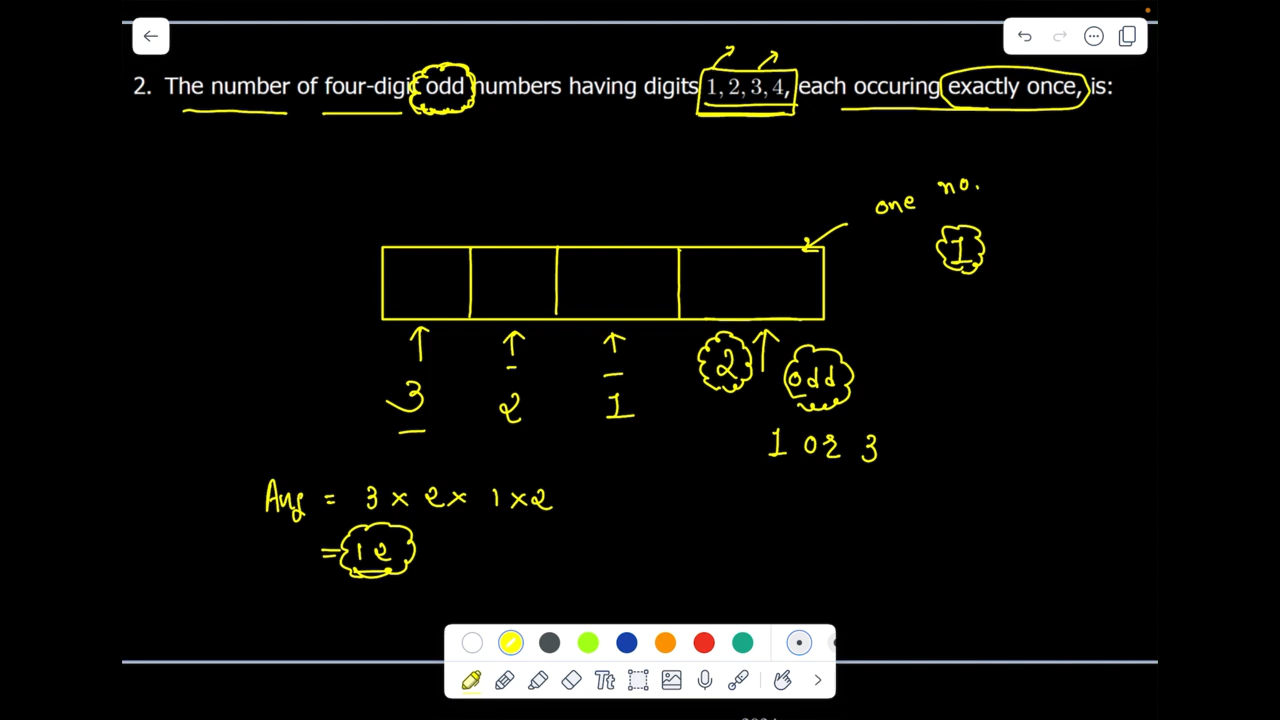 2. The number of four-digit odd numbers having digits 1, 2, 3, 4, each occuring exactly once, is:
one no.
1
2 odd
3 2 1
1 or 3
Ans = 3 × 2 × 1 × 2
= 12
Tt